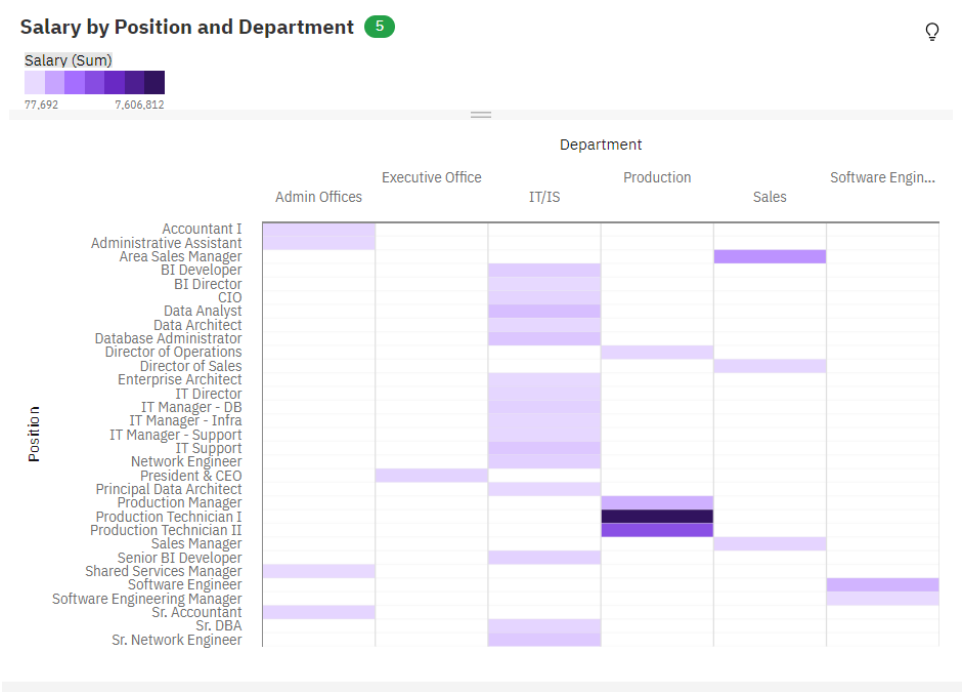 Salary by Position and Department 5
Salary (Sum)
77,692 7,606,812
Department
Executive Office Production Software Engin...
Admin Offices IT/IS Sales
Position
Accountant I
Administrative Assistant
Area Sales Manager
BI Developer
BI Director
CIO
Data Analyst
Data Architect
Database Administrator
Director of Operations
Director of Sales
Enterprise Architect
IT Director
IT Manager - DB
IT Manager - Infra
IT Manager - Support
IT Support
Network Engineer
President & CEO
Principal Data Architect
Production Manager
Production Technician I
Production Technician II
Sales Manager
Senior BI Developer
Shared Services Manager
Software Engineer
Software Engineering Manager
Sr. Accountant
Sr. DBA
Sr. Network Engineer